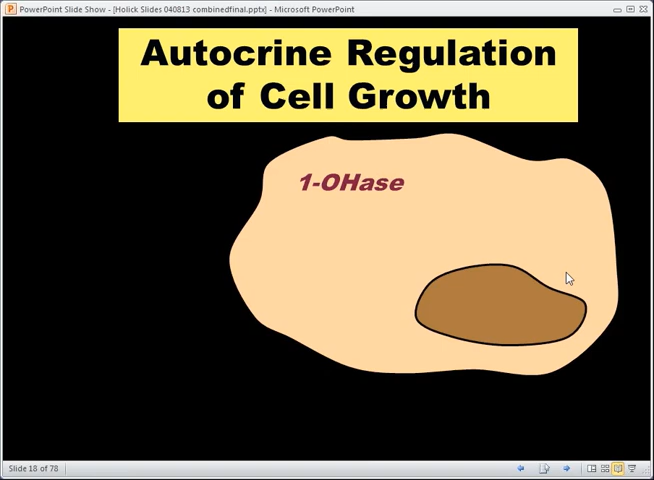 PowerPoint Slide Show - [Holick Slides 040813 combinedfinal.pptx] - Microsoft PowerPoint
Autocrine Regulation
of Cell Growth
1-OHase
Slide 18 of 78